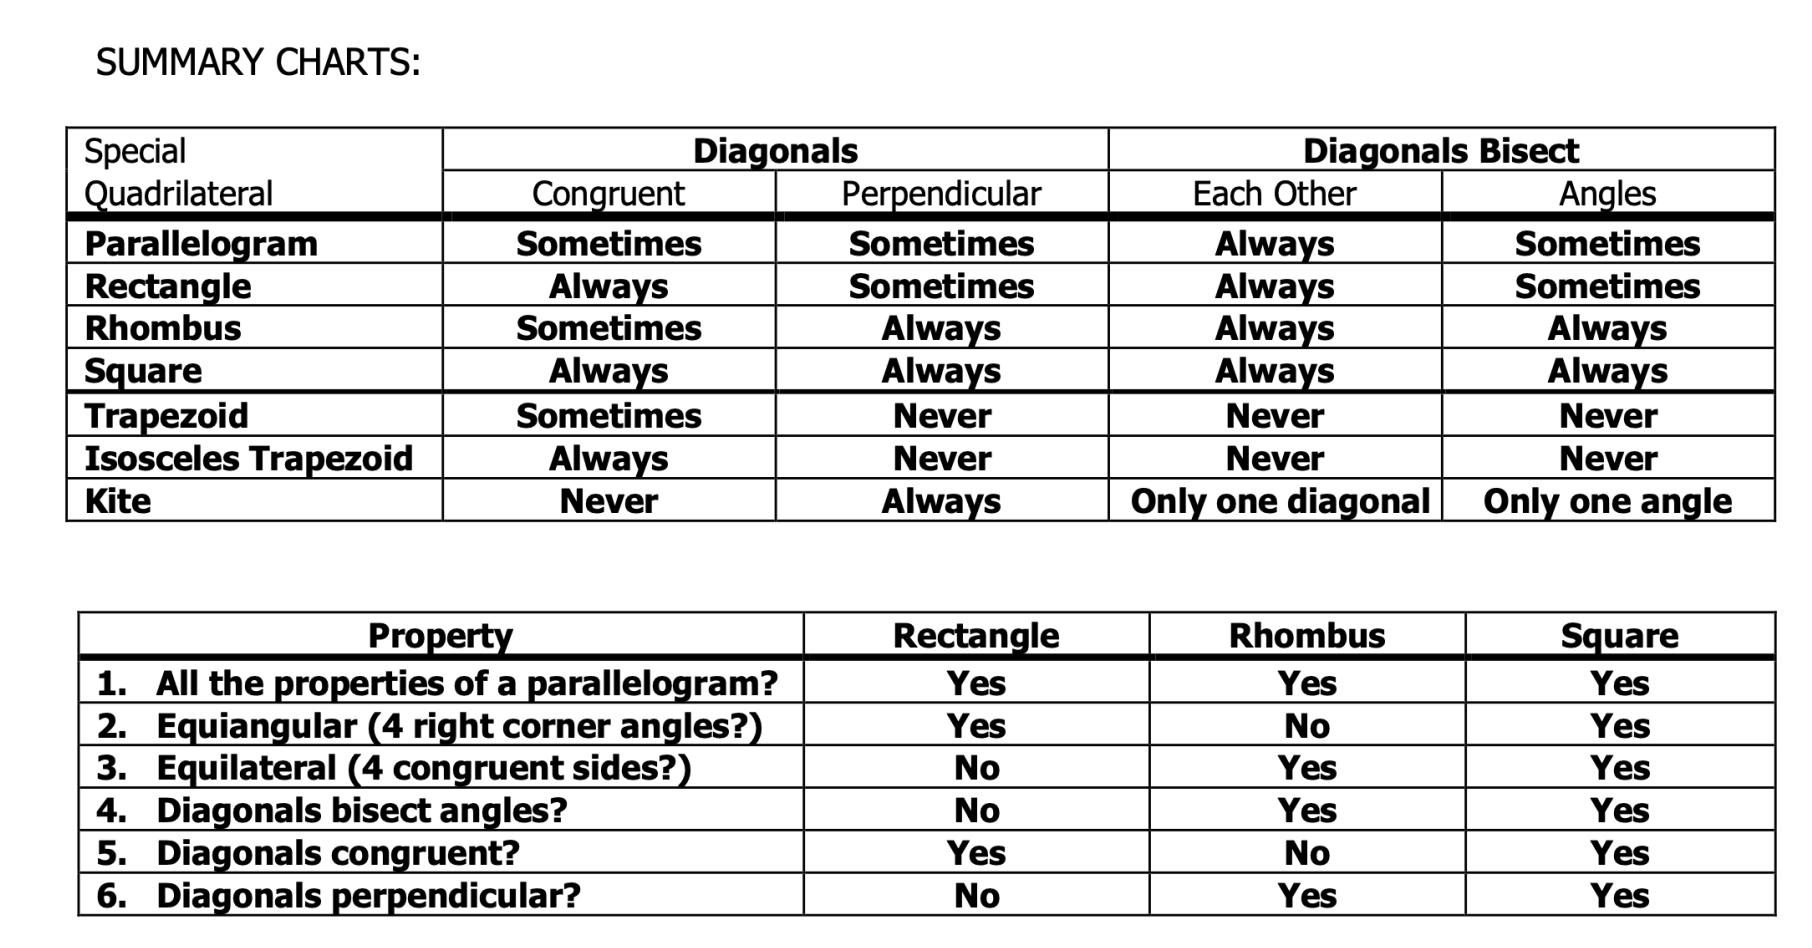 SUMMARY CHARTS:
Special Diagonals Diagonals Bisect
Quadrilateral Congruent Perpendicular Each Other Angles
Parallelogram Sometimes Sometimes Always Sometimes
Rectangle Always Sometimes Always Sometimes
Rhombus Sometimes Always Always Always
Square Always Always Always Always
Trapezoid Sometimes Never Never Never
Isosceles Trapezoid Always Never Never Never
Kite Never Always Only one diagonal Only one angle
Property Rectangle Rhombus Square
1. All the properties of a parallelogram? Yes Yes Yes
2. Equiangular (4 right corner angles?) Yes No Yes
3. Equilateral (4 congruent sides?) No Yes Yes
4. Diagonals bisect angles? No Yes Yes
5. Diagonals congruent? Yes No Yes
6. Diagonals perpendicular? No Yes Yes